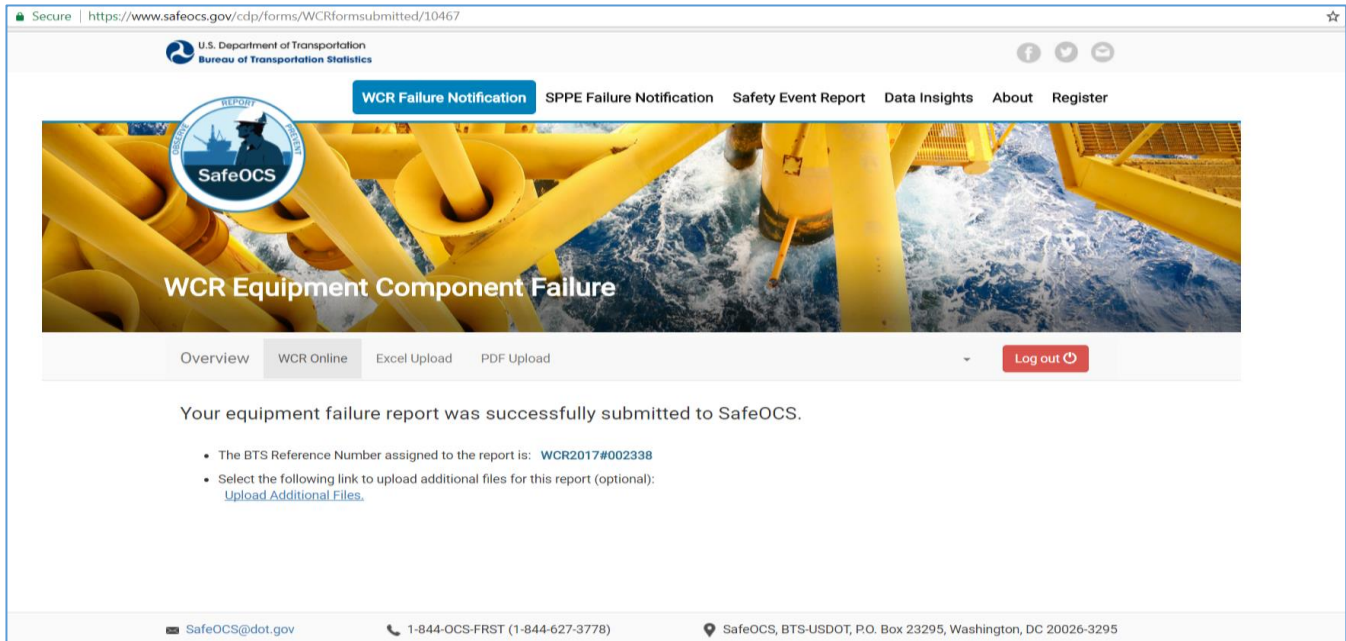 Secure | https://www.safeocs.gov/cdp/forms/WCRformsubmitted/10467
U.S. Department of Transportation
Bureau of Transportation Statistics
WCR Failure Notification SPPE Failure Notification Safety Event Report Data Insights About Register
OBSERVE REPORT PREVENT
SafeOCS
WCR Equipment Component Failure
Overview WCR Online Excel Upload PDF Upload Log out
Your equipment failure report was successfully submitted to SafeOCS.
• The BTS Reference Number assigned to the report is: WCR2017#002338
• Select the following link to upload additional files for this report (optional):
Upload Additional Files.
SafeOCS@dot.gov 1-844-OCS-FRST (1-844-627-3778) SafeOCS, BTS-USDOT, P.O. Box 23295, Washington, DC 20026-3295